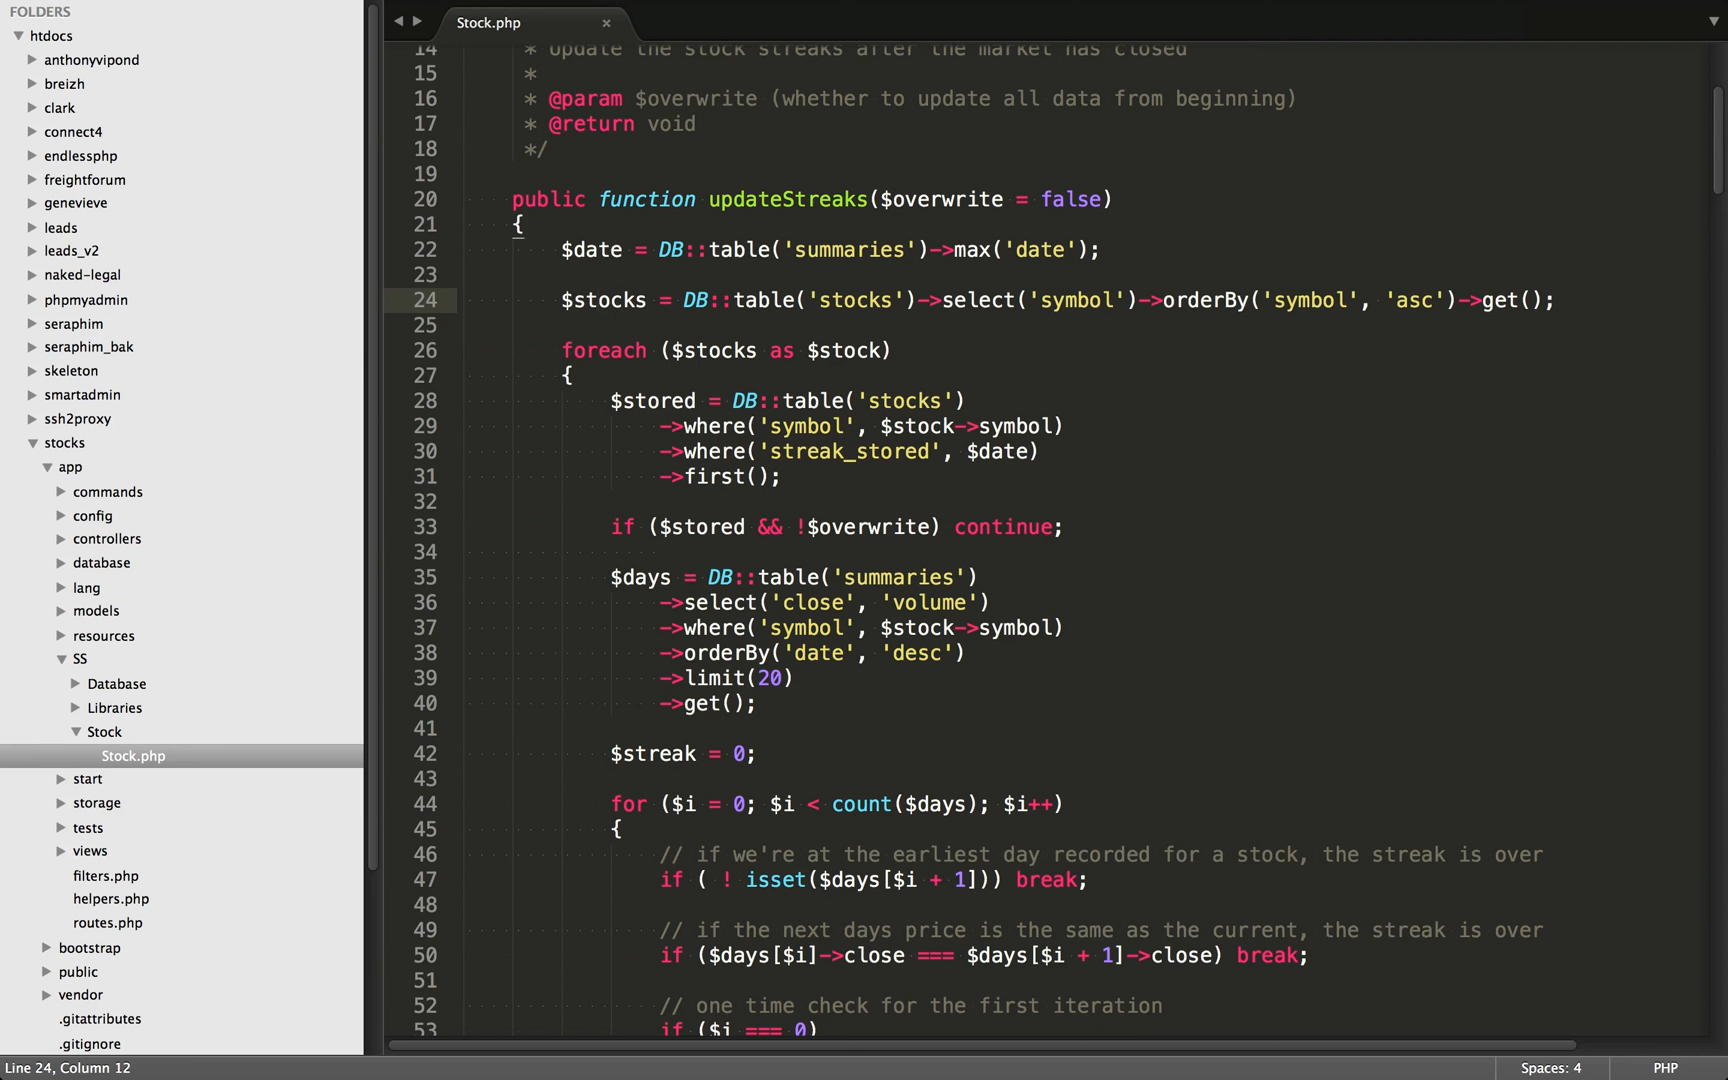 FOLDERS
htdocs
anthonyvipond
breizh
clark
connect4
endlessphp
freightforum
genevieve
leads
leads_v2
naked-legal
phpmyadmin
seraphim
seraphim_bak
skeleton
smartadmin
ssh2proxy
stocks
app
commands
config
controllers
database
lang
models
resources
SS
Database
Libraries
Stock
Stock.php
start
storage
tests
views
filters.php
helpers.php
routes.php
bootstrap
public
vendor
.gitattributes
.gitignore
Stock.php ×
14 * Update the stock streaks after the market has closed
15 *
16 * @param $overwrite (whether to update all data from beginning)
17 * @return void
18 */
19
20 public function updateStreaks($overwrite = false)
21 {
22 $date = DB::table('summaries')->max('date');
23
24 $stocks = DB::table('stocks')->select('symbol')->orderBy('symbol', 'asc')->get();
25
26 foreach ($stocks as $stock)
27 {
28 $stored = DB::table('stocks')
29 ->where('symbol', $stock->symbol)
30 ->where('streak_stored', $date)
31 ->first();
32
33 if ($stored && !$overwrite) continue;
34
35 $days = DB::table('summaries')
36 ->select('close', 'volume')
37 ->where('symbol', $stock->symbol)
38 ->orderBy('date', 'desc')
39 ->limit(20)
40 ->get();
41
42 $streak = 0;
43
44 for ($i = 0; $i < count($days); $i++)
45 {
46 // if we're at the earliest day recorded for a stock, the streak is over
47 if ( ! isset($days[$i + 1])) break;
48
49 // if the next days price is the same as the current, the streak is over
50 if ($days[$i]->close === $days[$i + 1]->close) break;
51
52 // one time check for the first iteration
53 if ($i === 0)
Line 24, Column 12
Spaces: 4
PHP